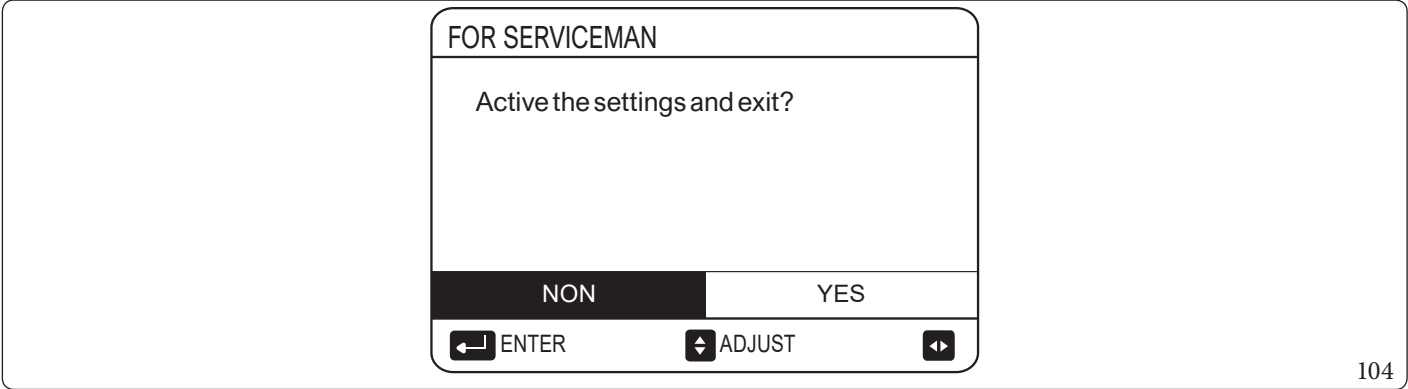 FOR SERVICEMAN
Active the settings and exit?
NON YES
ENTER ADJUST
104